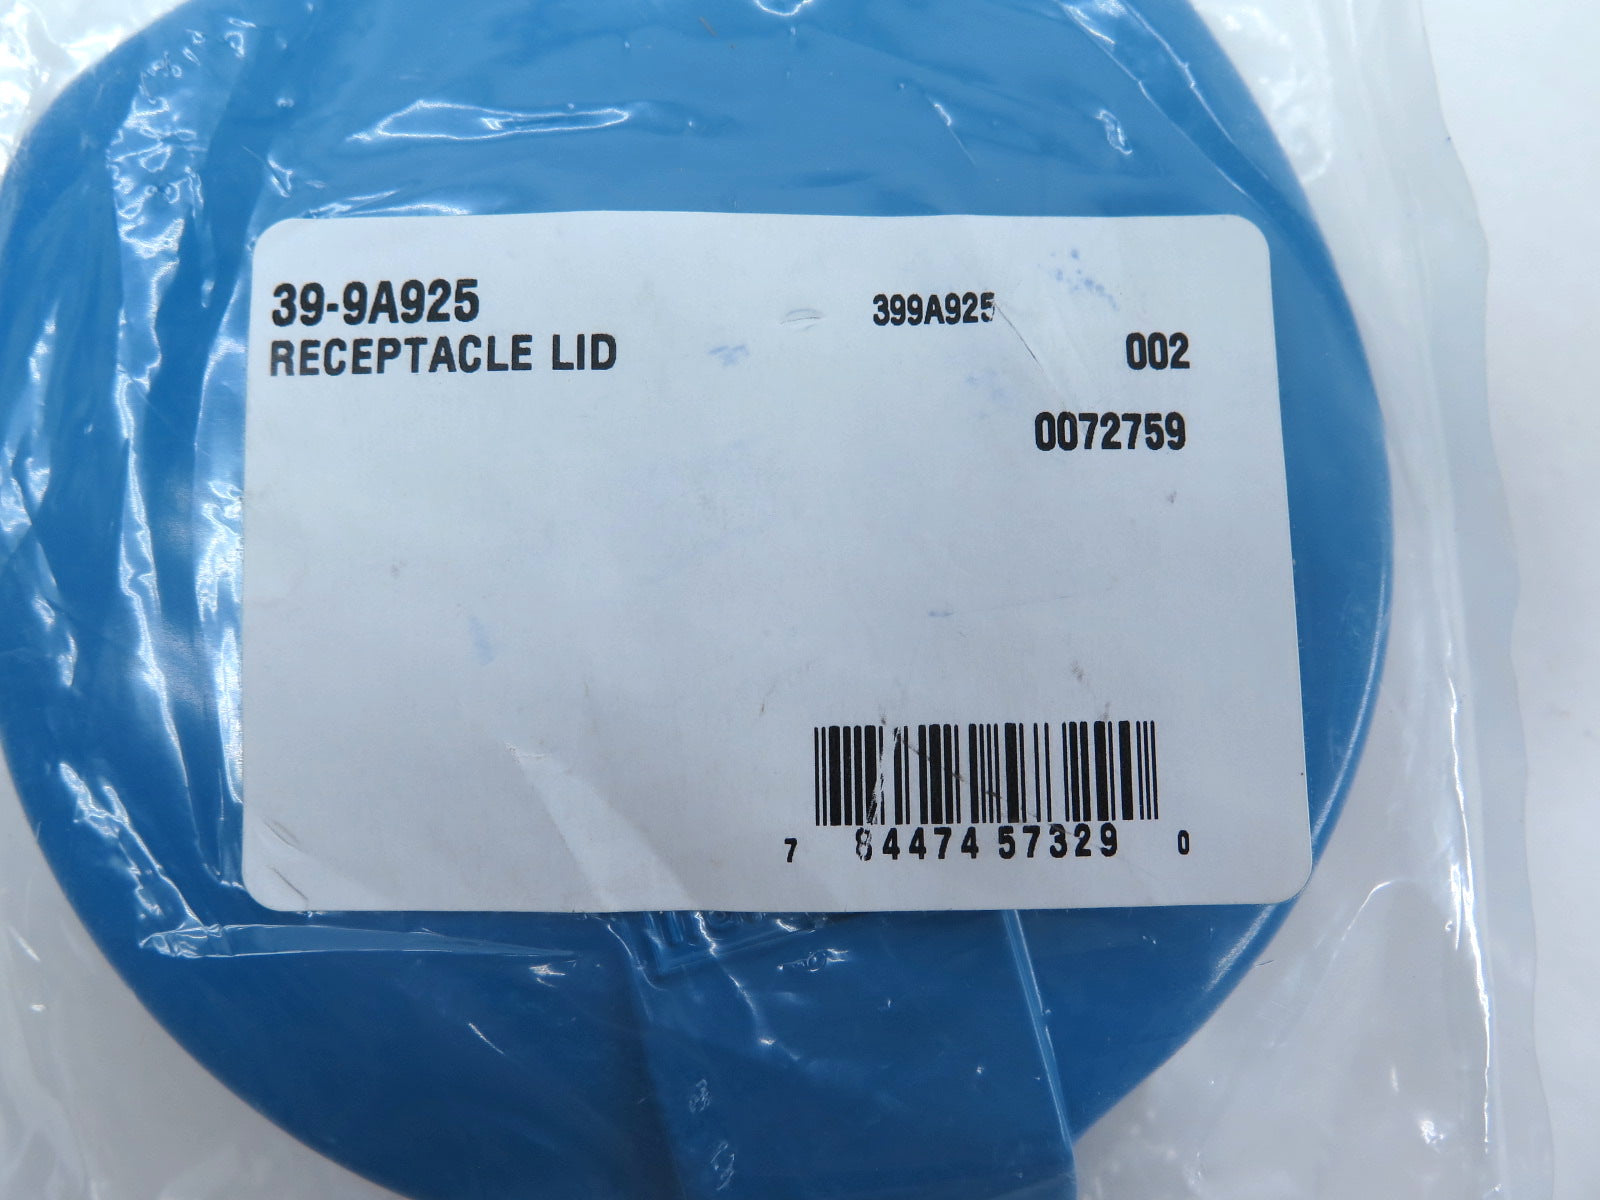 39-9A925
399A925
RECEPTACLE LID
002
0072759
7 84474 57329 0